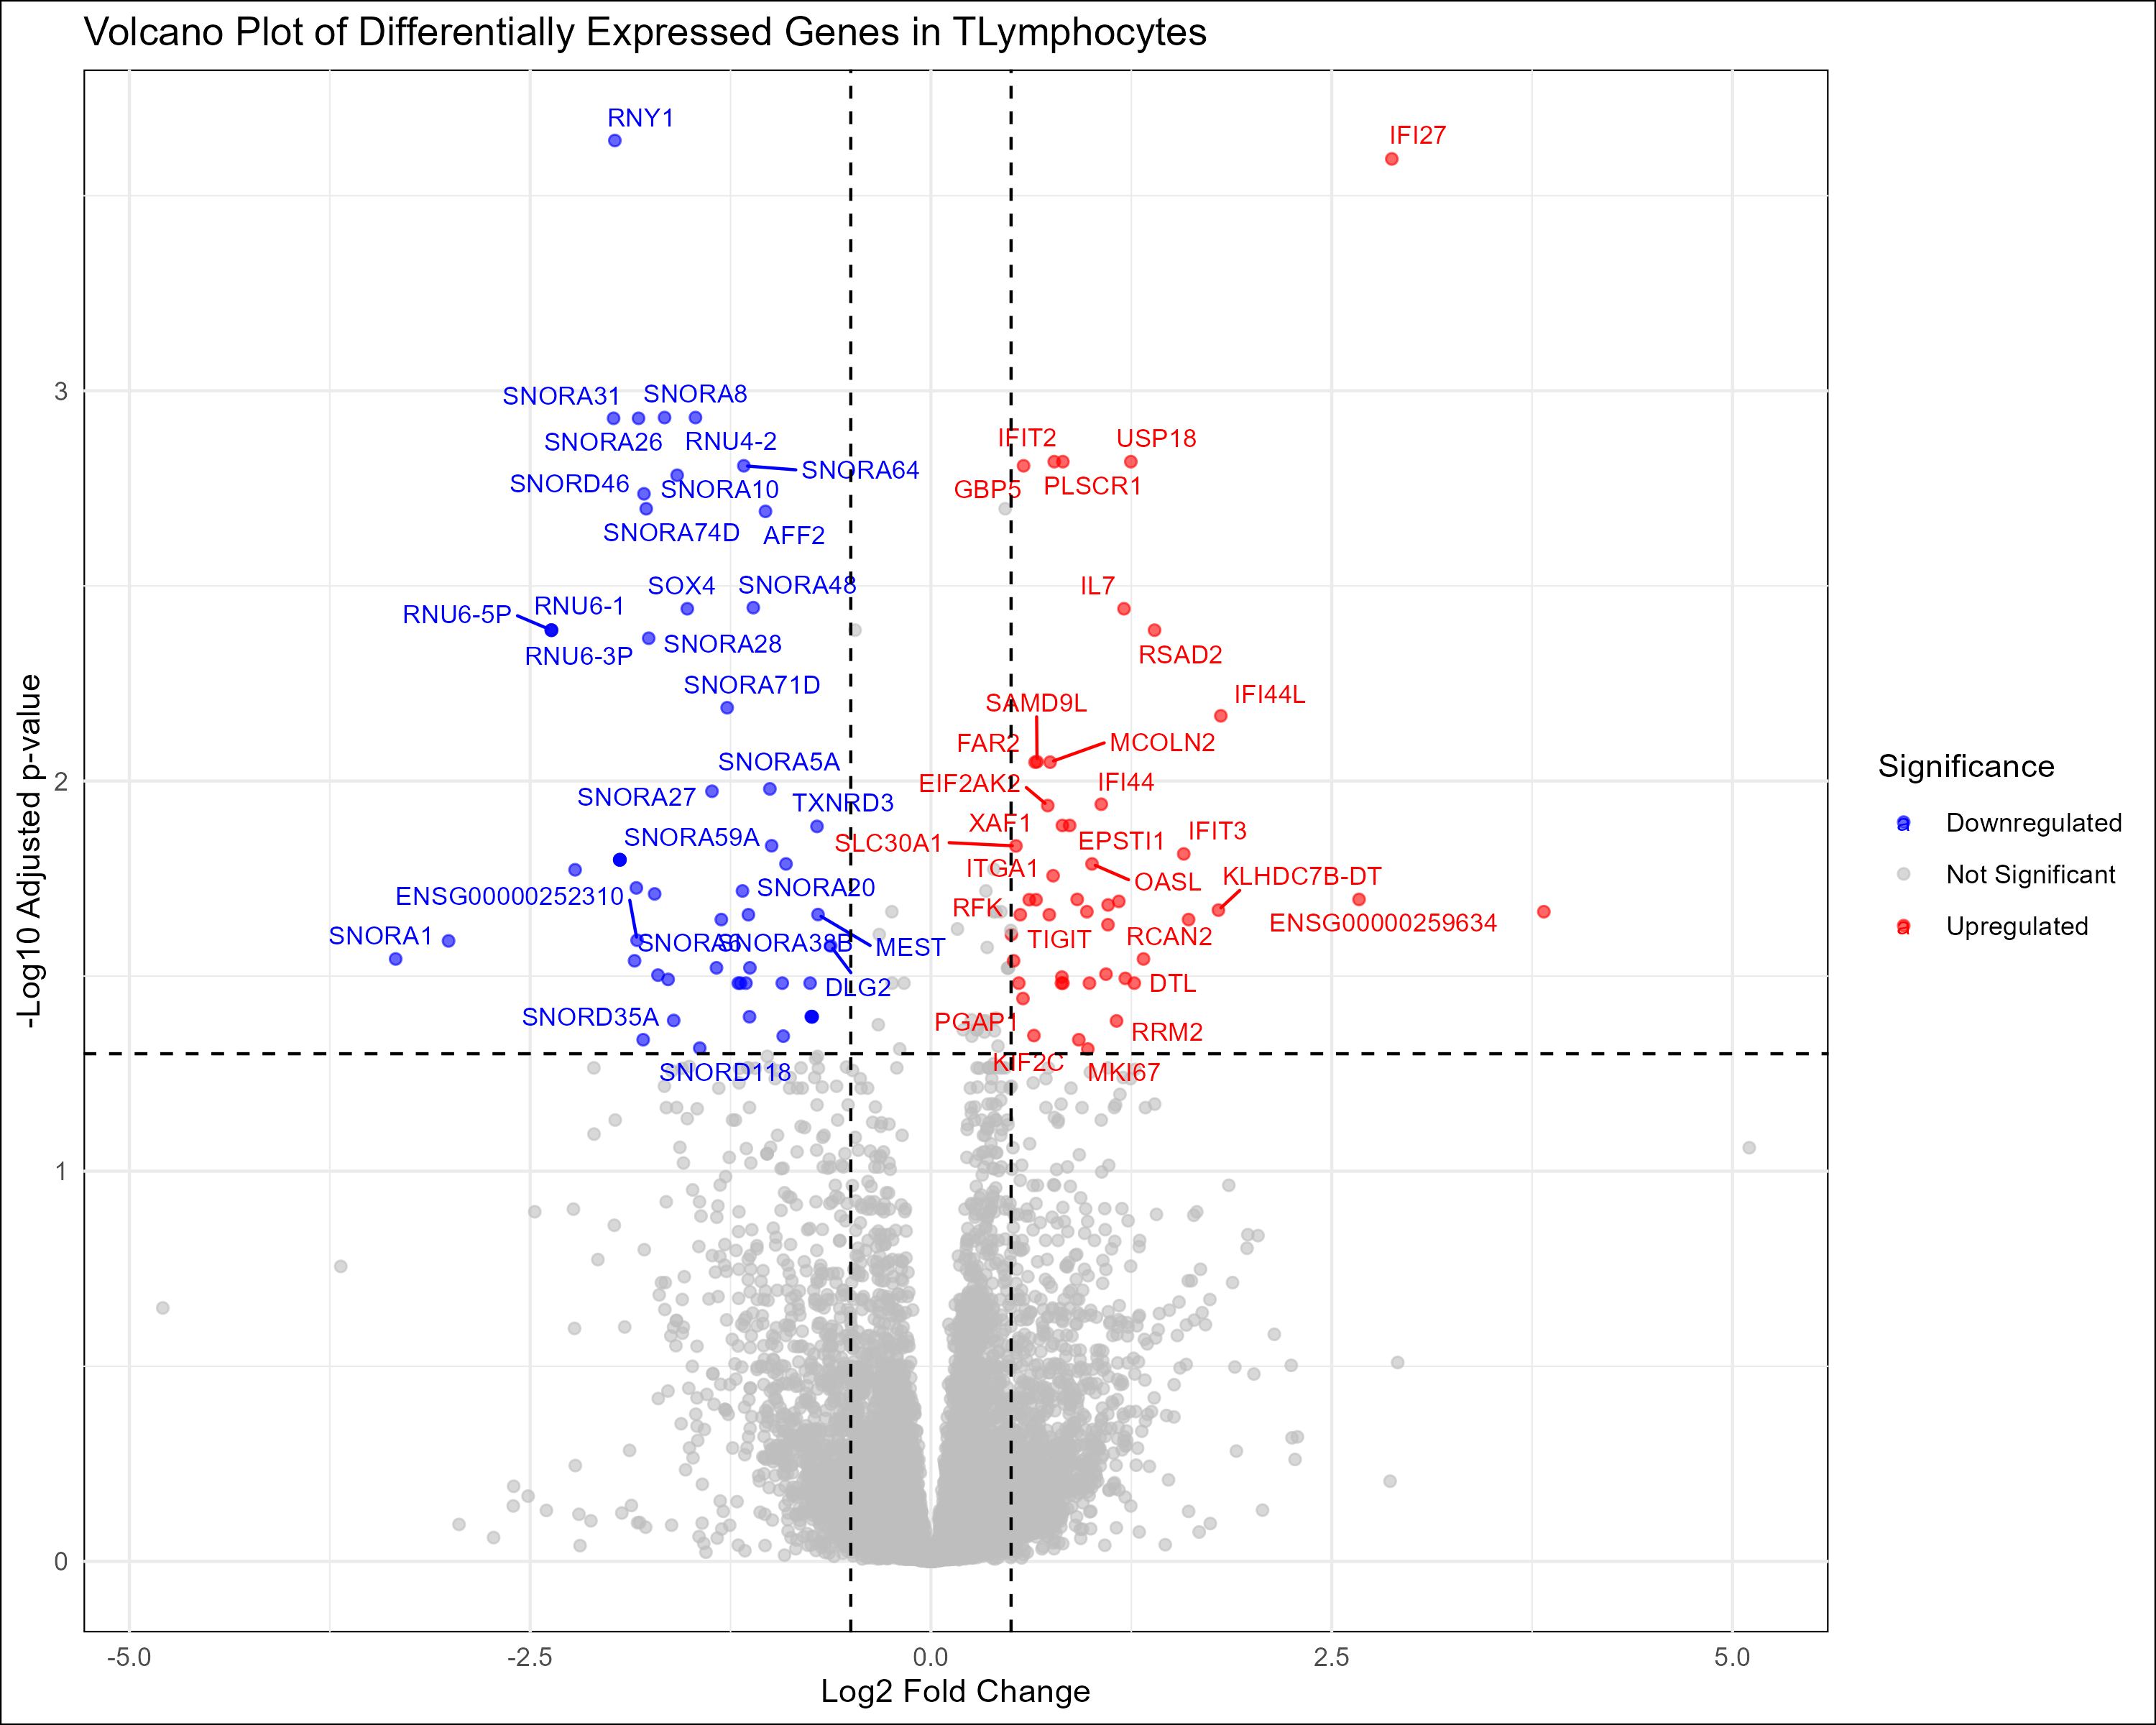 Volcano Plot of Differentially Expressed Genes in TLymphocytes
RNY1
IFI27
SNORA31
SNORA8
SNORA26
RNU4-2
SNORA64
SNORD46
SNORA10
SNORA74D
AFF2
IFIT2
USP18
GBP5
PLSCR1
SOX4
SNORA48
RNU6-5P
RNU6-1
RNU6-3P
SNORA28
SNORA71D
IL7
RSAD2
IFI44L
SAMD9L
FAR2
MCOLN2
EIF2AK2
IFI44
SNORA5A
SNORA27
TXNRD3
XAF1
SLC30A1
EPSTI1
IFIT3
SNORA59A
ITGA1
OASL
KLHDC7B-DT
ENSG00000252310
SNORA20
RFK
ENSG00000259634
SNORA1
SNORA6
SNORA38B
MEST
TIGIT
RCAN2
DLG2
DTL
SNORD35A
PGAP1
RRM2
SNORD118
KIF2C
MKI67
3
2
1
0
-5.0
-2.5
0.0
2.5
5.0
Log2 Fold Change
-Log10 Adjusted p-value
Significance
Downregulated
Not Significant
Upregulated